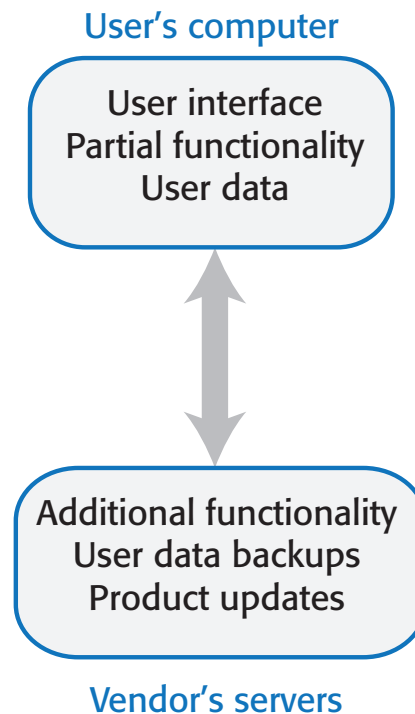 User’s computer
User interface
Partial functionality
User data
Additional functionality
User data backups
Product updates
Vendor’s servers